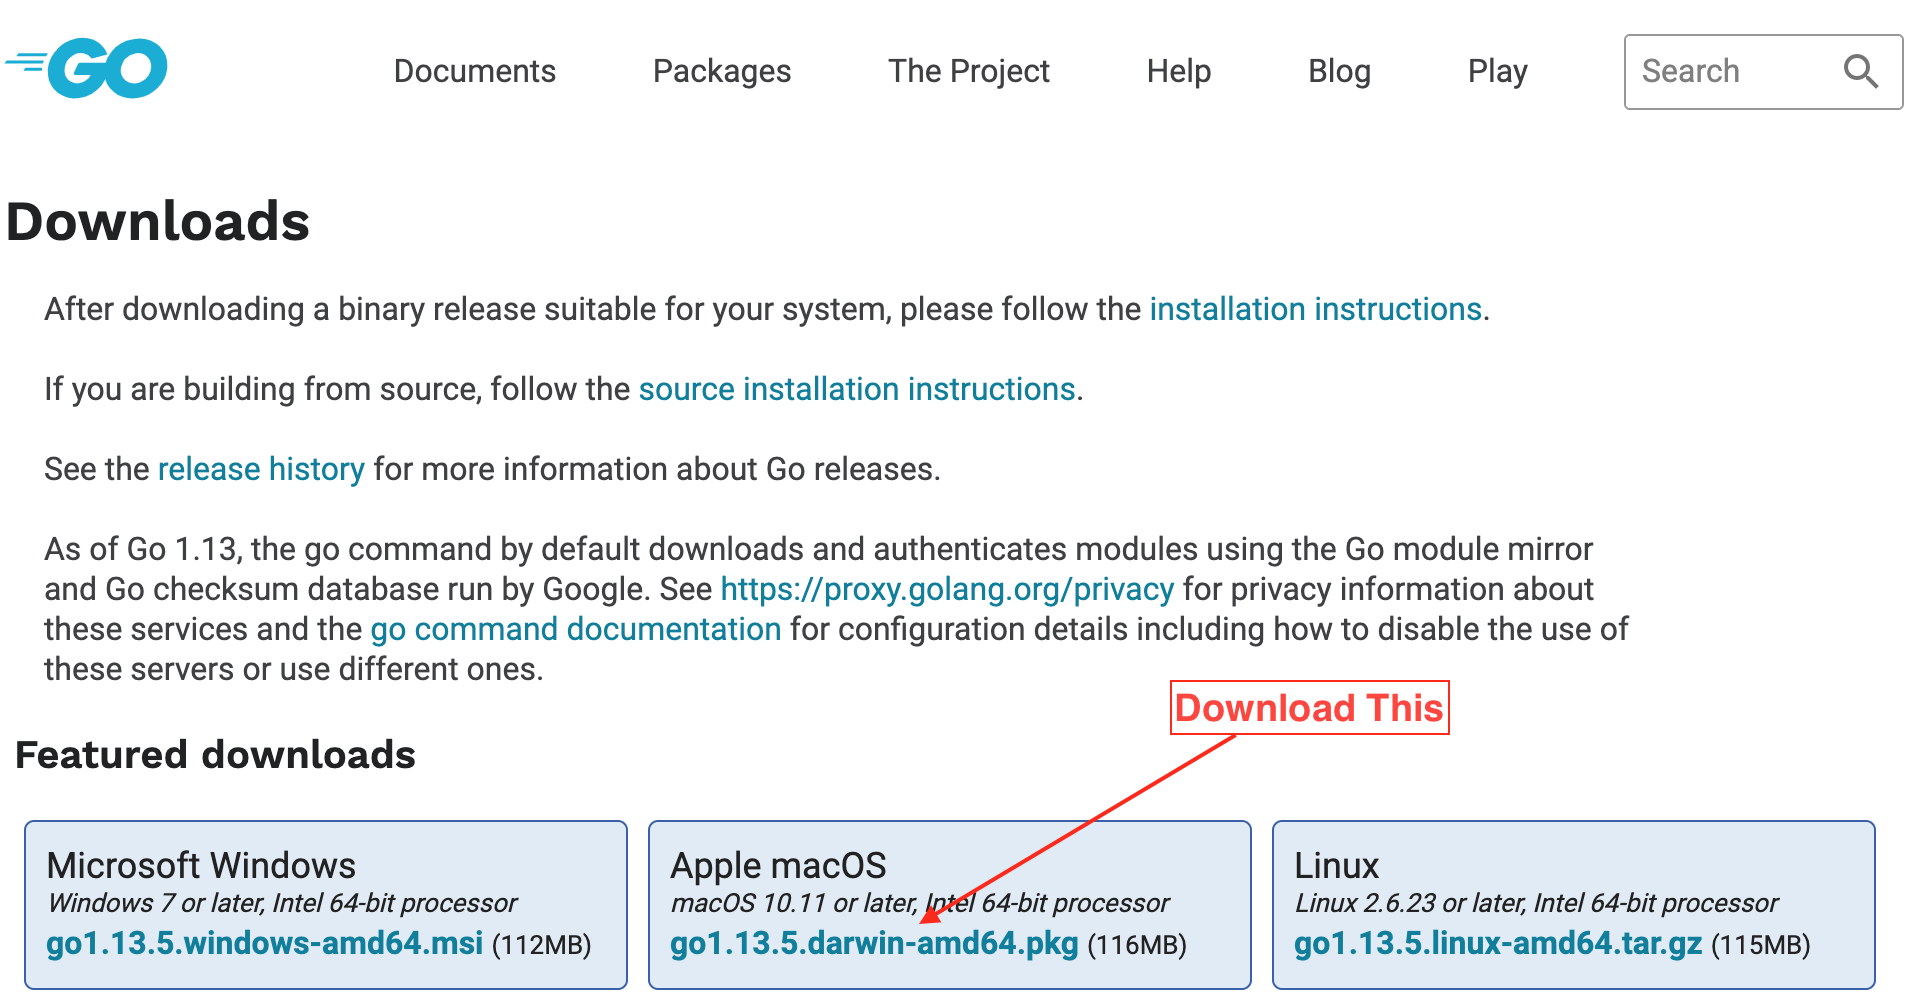 GO
Documents Packages The Project Help Blog Play Search
Downloads
After downloading a binary release suitable for your system, please follow the installation instructions.
If you are building from source, follow the source installation instructions.
See the release history for more information about Go releases.
As of Go 1.13, the go command by default downloads and authenticates modules using the Go module mirror
and Go checksum database run by Google. See https://proxy.golang.org/privacy for privacy information about
these services and the go command documentation for configuration details including how to disable the use of
these servers or use different ones.
Download This
Featured downloads
Microsoft Windows
Windows 7 or later, Intel 64-bit processor
go1.13.5.windows-amd64.msi (112MB)
Apple macOS
macOS 10.11 or later, Intel 64-bit processor
go1.13.5.darwin-amd64.pkg (116MB)
Linux
Linux 2.6.23 or later, Intel 64-bit processor
go1.13.5.linux-amd64.tar.gz (115MB)